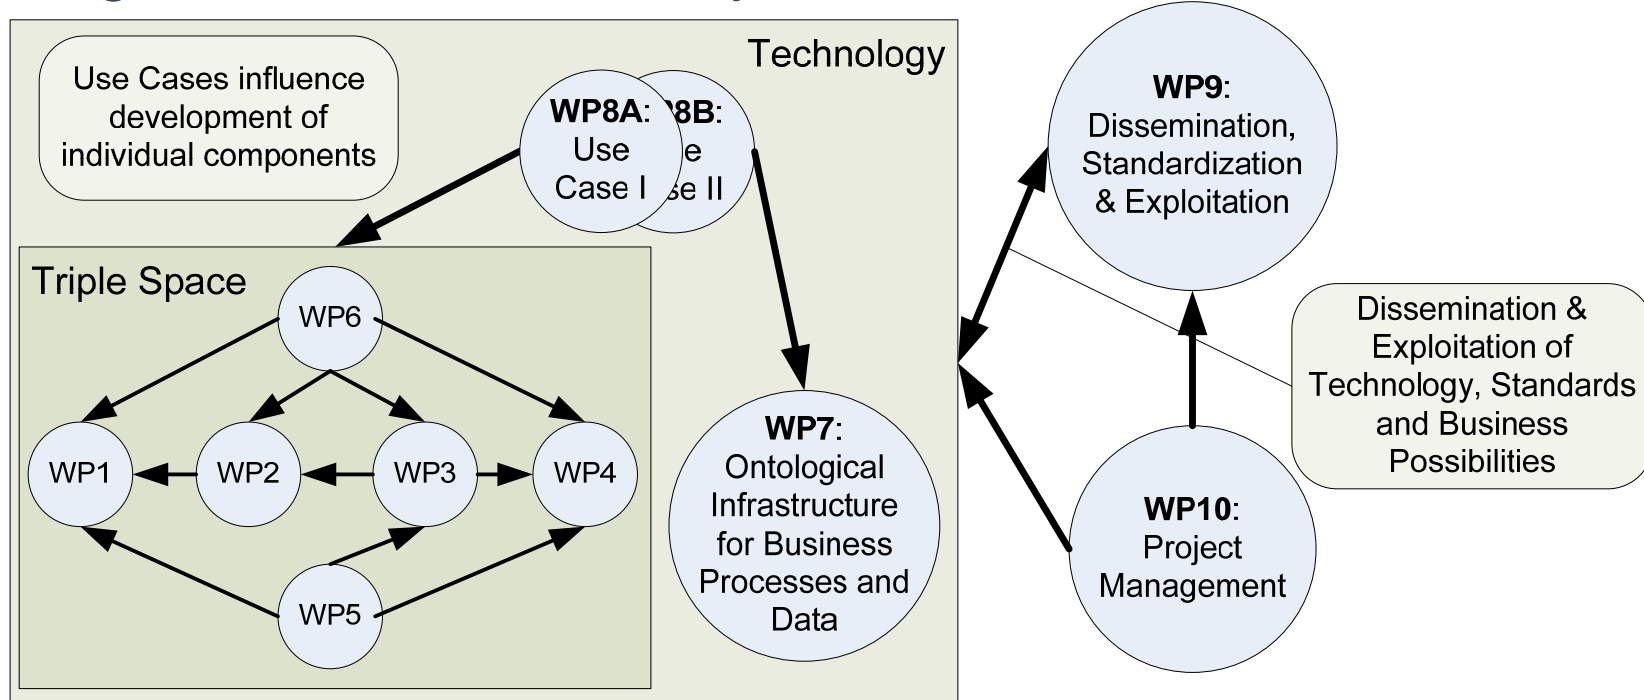 Technology
Use Cases influence
development of
individual components
WP8A:
Use
Case I
8B:
e
se II
Triple Space
WP6
WP1
WP2
WP3
WP4
WP5
WP7:
Ontological
Infrastructure
for Business
Processes and
Data
WP9:
Dissemination,
Standardization
& Exploitation
Dissemination &
Exploitation of
Technology, Standards
and Business
Possibilities
WP10:
Project
Management